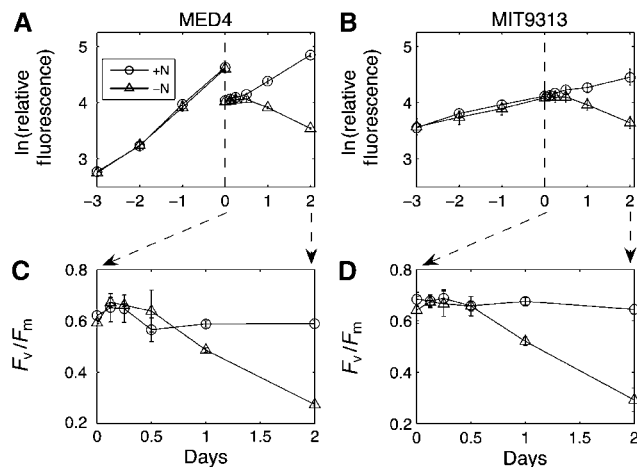 A MED4
B MIT9313
ln(relative fluorescence)
5
4
3
+N
−N
−3 −2 −1 0 1 2
ln(relative fluorescence)
5
4
3
−3 −2 −1 0 1 2
C
Fv/Fm
0.8
0.6
0.4
0.2
0 0.5 1 1.5 2
Days
D
Fv/Fm
0.8
0.6
0.4
0.2
0 0.5 1 1.5 2
Days